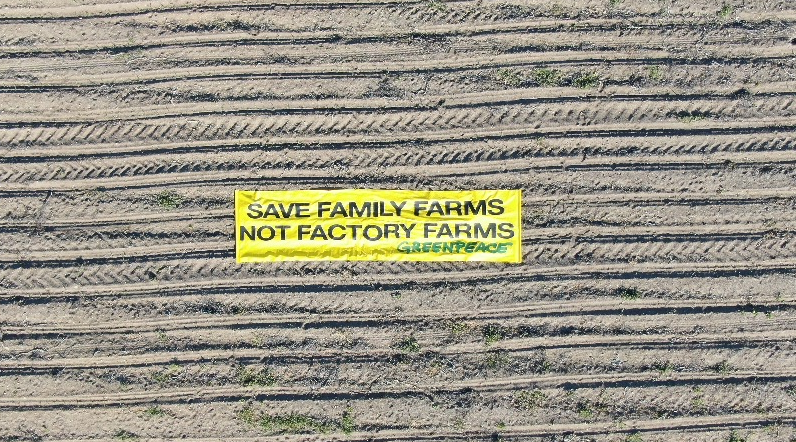 SAVE FAMILY FARMS
NOT FACTORY FARMS
GREENPEACE